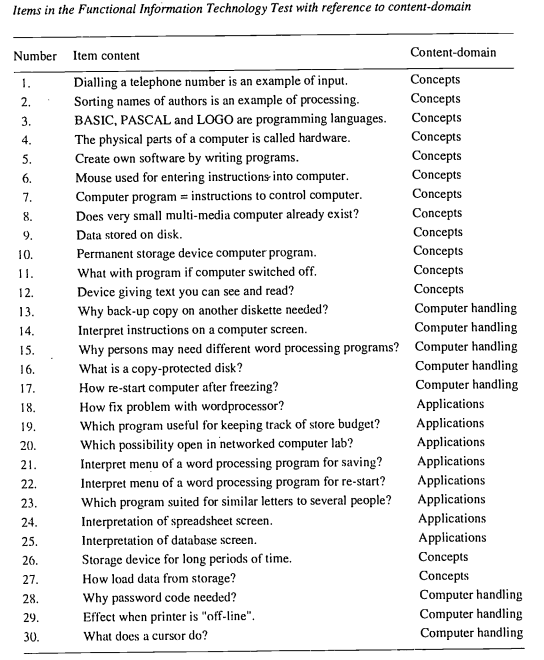 Items in the Functional Information Technology Test with reference to content-domain
Number Item content Content-domain
1. Dialling a telephone number is an example of input. Concepts
2. Sorting names of authors is an example of processing. Concepts
3. BASIC, PASCAL and LOGO are programming languages. Concepts
4. The physical parts of a computer is called hardware. Concepts
5. Create own software by writing programs. Concepts
6. Mouse used for entering instructions into computer. Concepts
7. Computer program = instructions to control computer. Concepts
8. Does very small multi-media computer already exist? Concepts
9. Data stored on disk. Concepts
10. Permanent storage device computer program. Concepts
11. What with program if computer switched off. Concepts
12. Device giving text you can see and read? Concepts
13. Why back-up copy on another diskette needed? Computer handling
14. Interpret instructions on a computer screen. Computer handling
15. Why persons may need different word processing programs? Computer handling
16. What is a copy-protected disk? Computer handling
17. How re-start computer after freezing? Computer handling
18. How fix problem with wordprocessor? Applications
19. Which program useful for keeping track of store budget? Applications
20. Which possibility open in networked computer lab? Applications
21. Interpret menu of a word processing program for saving? Applications
22. Interpret menu of a word processing program for re-start? Applications
23. Which program suited for similar letters to several people? Applications
24. Interpretation of spreadsheet screen. Applications
25. Interpretation of database screen. Applications
26. Storage device for long periods of time. Concepts
27. How load data from storage? Concepts
28. Why password code needed? Computer handling
29. Effect when printer is "off-line". Computer handling
30. What does a cursor do? Computer handling